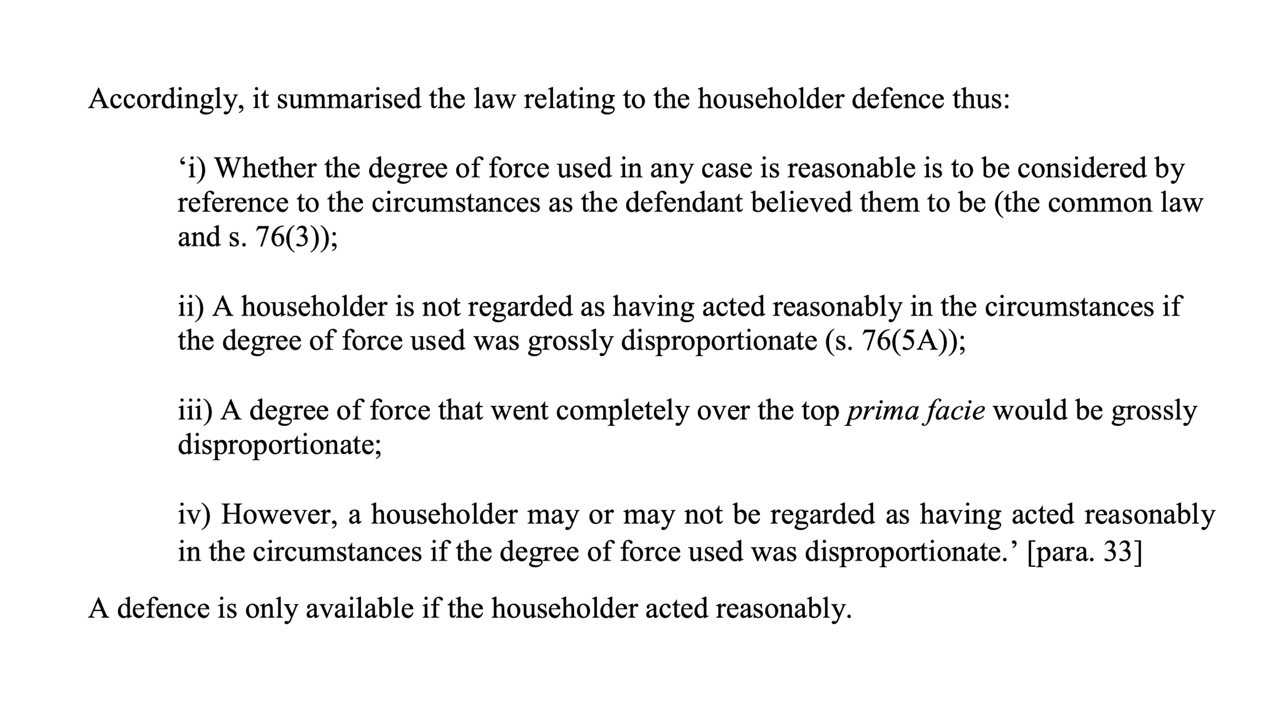 Accordingly, it summarised the law relating to the householder defence thus:
‘i) Whether the degree of force used in any case is reasonable is to be considered by
reference to the circumstances as the defendant believed them to be (the common law
and s. 76(3));
ii) A householder is not regarded as having acted reasonably in the circumstances if
the degree of force used was grossly disproportionate (s. 76(5A));
iii) A degree of force that went completely over the top prima facie would be grossly
disproportionate;
iv) However, a householder may or may not be regarded as having acted reasonably
in the circumstances if the degree of force used was disproportionate.’ [para. 33]
A defence is only available if the householder acted reasonably.